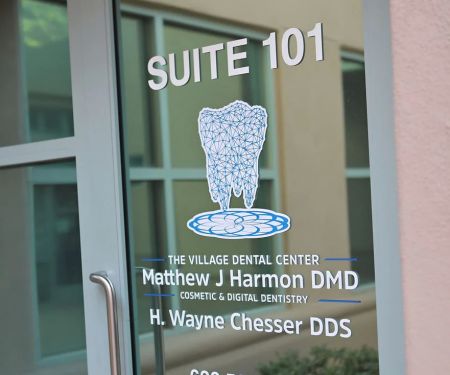 SUITE 101
THE VILLAGE DENTAL CENTER
Matthew J Harmon DMD
COSMETIC & DIGITAL DENTISTRY
H. Wayne Chesser DDS